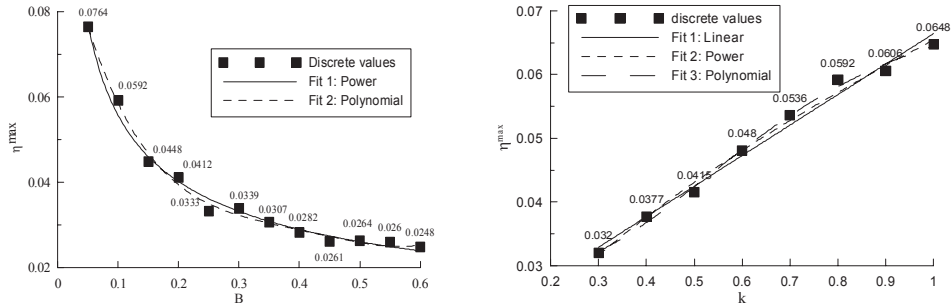 0.08
0.06
0.04
0.02
ηmax
0 0.1 0.2 0.3 0.4 0.5 0.6
B
0.0764
0.0592
0.0448
0.0412
0.0333
0.0339
0.0307
0.0282
0.0261
0.0264
0.026
0.0248
Discrete values
Fit 1: Power
Fit 2: Polynomial
0.07
0.06
0.05
0.04
0.03
ηmax
0.2 0.3 0.4 0.5 0.6 0.7 0.8 0.9 1
k
0.032
0.0377
0.0415
0.048
0.0536
0.0592
0.0606
0.0648
discrete values
Fit 1: Linear
Fit 2: Power
Fit 3: Polynomial